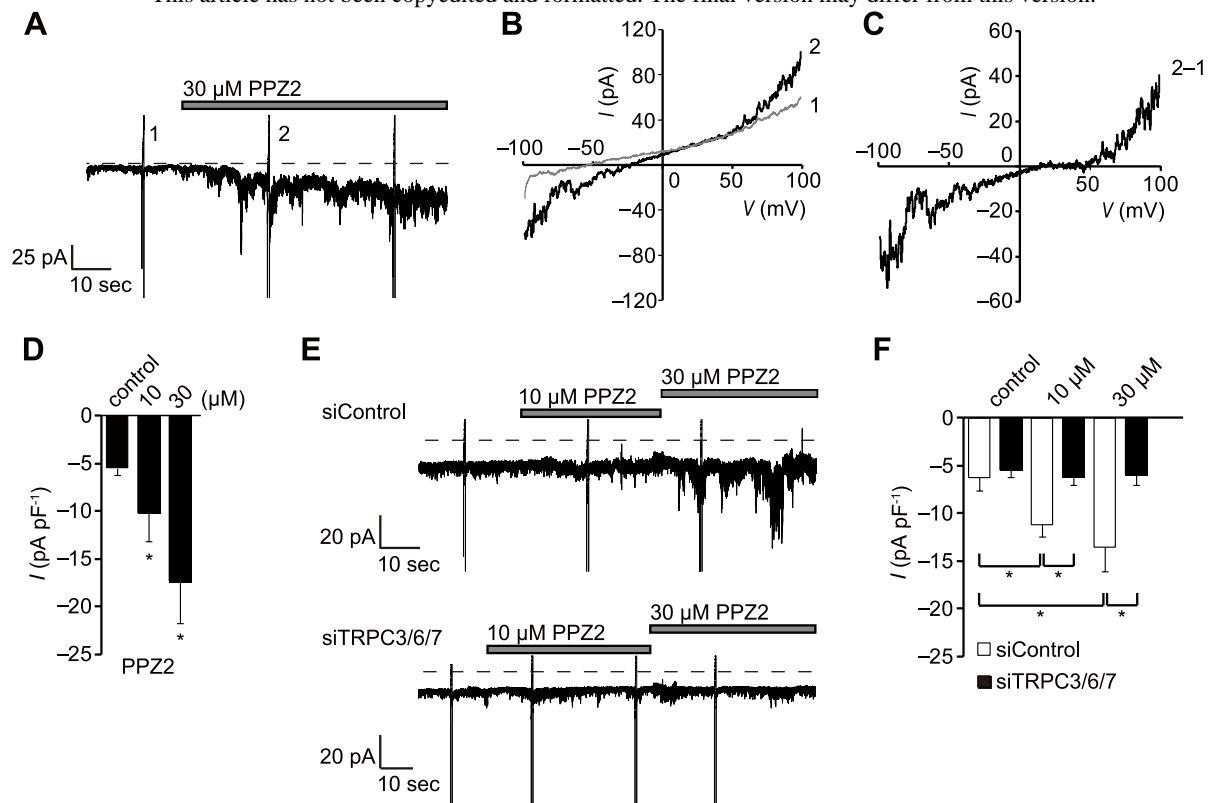 This article has not been copyedited and formatted. The final version may differ from this version.
A
30 µM PPZ2
1
2
25 pA
10 sec
B
120
80
40
−40
−80
−120
I (pA)
−100
−50
0
50
100
V (mV)
2
1
C
60
40
20
0
−20
−40
−60
I (pA)
−100
−50
50
100
V (mV)
2−1
D
control
10
30
(µM)
0
−5
−10
−15
−20
−25
I (pA pF-1)
*
*
PPZ2
E
siControl
10 µM PPZ2
30 µM PPZ2
20 pA
10 sec
siTRPC3/6/7
10 µM PPZ2
30 µM PPZ2
20 pA
10 sec
F
control
10 µM
30 µM
0
−5
−10
−15
−20
−25
I (pA pF-1)
*
*
*
*
siControl
siTRPC3/6/7